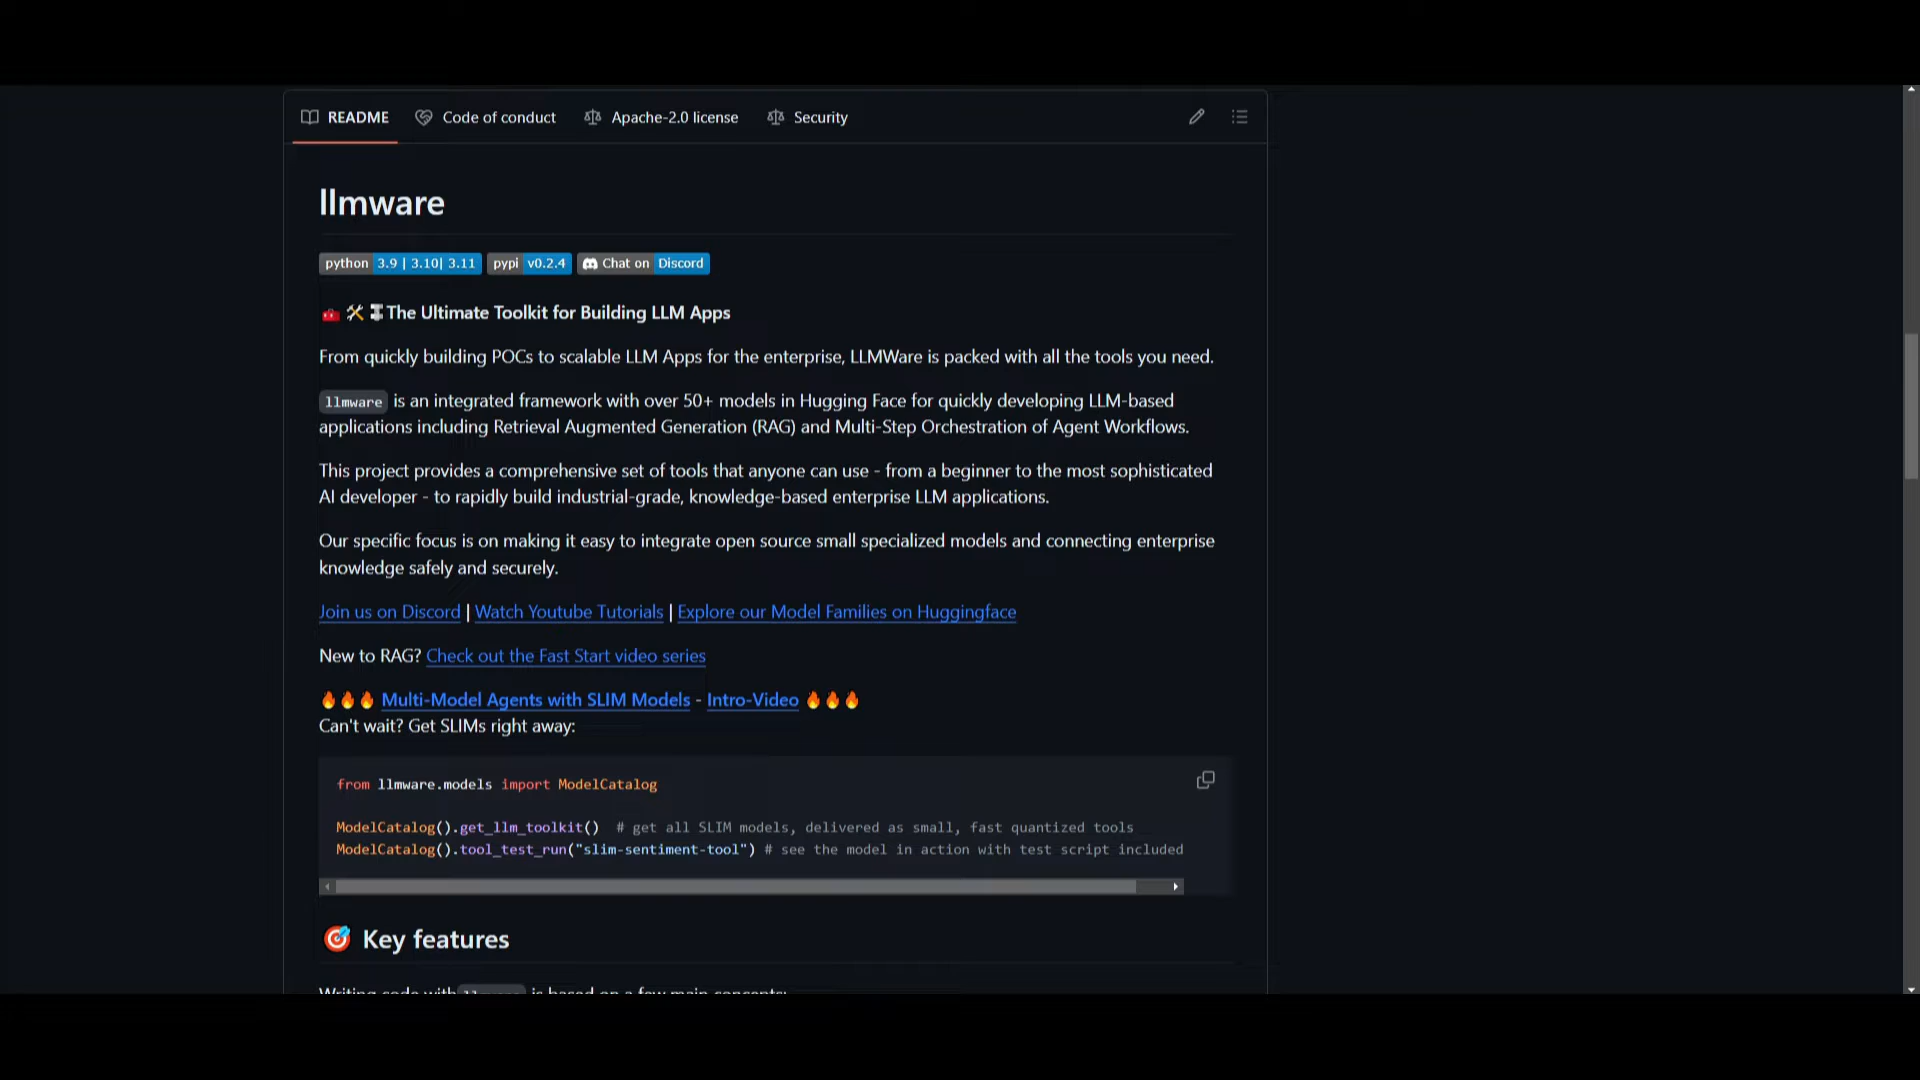 README Code of conduct Apache-2.0 license Security
llmware
python 3.9 | 3.10| 3.11 pypi v0.2.4 Chat on Discord
🧰🛠️🗜️The Ultimate Toolkit for Building LLM Apps
From quickly building POCs to scalable LLM Apps for the enterprise, LLMWare is packed with all the tools you need.
llmware is an integrated framework with over 50+ models in Hugging Face for quickly developing LLM-based
applications including Retrieval Augmented Generation (RAG) and Multi-Step Orchestration of Agent Workflows.
This project provides a comprehensive set of tools that anyone can use - from a beginner to the most sophisticated
AI developer - to rapidly build industrial-grade, knowledge-based enterprise LLM applications.
Our specific focus is on making it easy to integrate open source small specialized models and connecting enterprise
knowledge safely and securely.
Join us on Discord | Watch Youtube Tutorials | Explore our Model Families on Huggingface
New to RAG? Check out the Fast Start video series
🔥🔥🔥 Multi-Model Agents with SLIM Models - Intro-Video 🔥🔥🔥
Can't wait? Get SLIMs right away:
from llmware.models import ModelCatalog
ModelCatalog().get_llm_toolkit() # get all SLIM models, delivered as small, fast quantized tools
ModelCatalog().tool_test_run("slim-sentiment-tool") # see the model in action with test script included
🎯 Key features
Writing code with llmware is based on a few main concepts: